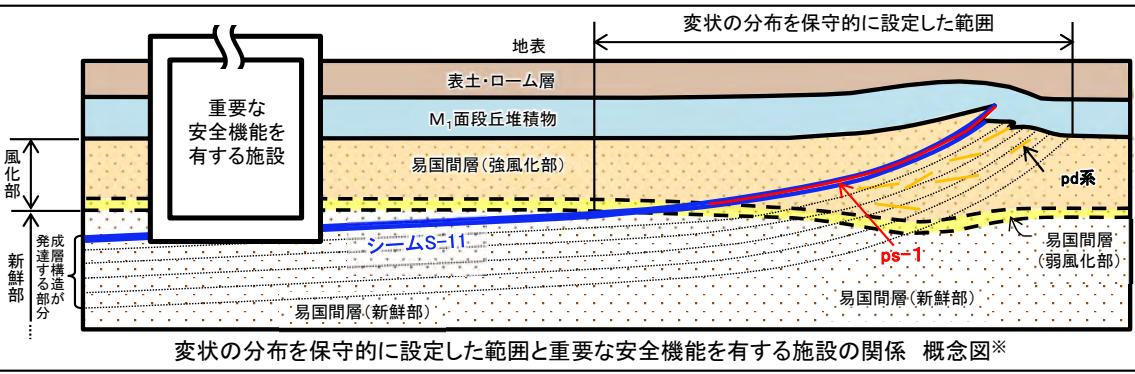 変状の分布を保守的に設定した範囲
地表
表土・ローム層
重要な
安全機能を
有する施設
M₁面段丘堆積物
風化部
易国間層(強風化部)
pd系
シームS-11
ps-1
易国間層
(弱風化部)
新鮮部
成層構造が
発達する部分
易国間層(新鮮部)
易国間層(新鮮部)
変状の分布を保守的に設定した範囲と重要な安全機能を有する施設の関係 概念図※